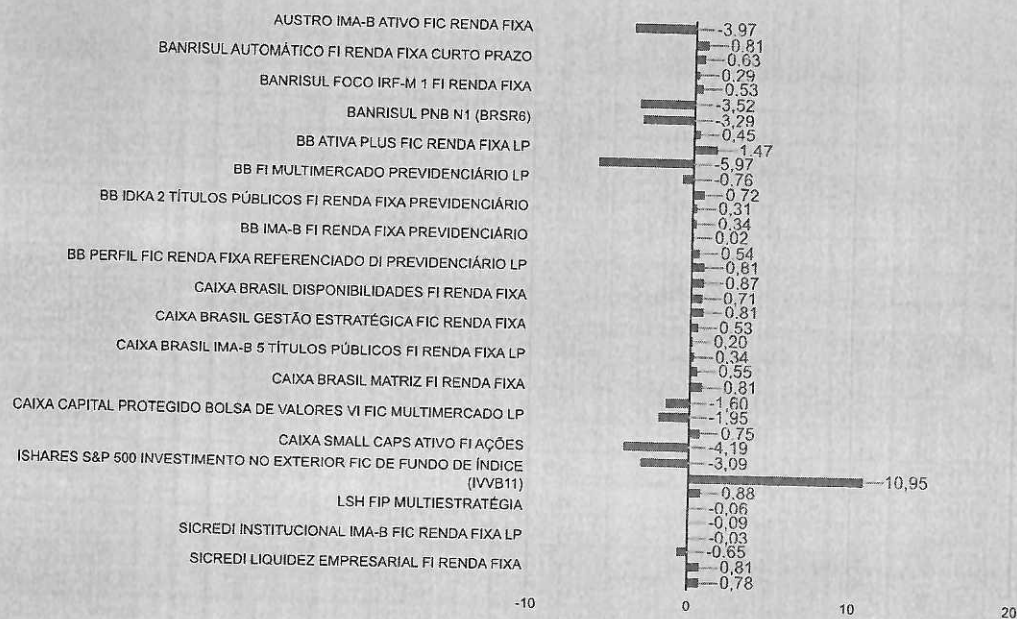 AUSTRO IMA-B ATIVO FIC RENDA FIXA
-3,97
0,81
BANRISUL AUTOMÁTICO FI RENDA FIXA CURTO PRAZO
0,63
0,29
BANRISUL FOCO IRF-M 1 FI RENDA FIXA
0,53
-3,52
BANRISUL PNB N1 (BRSR6)
-3,29
0,45
BB ATIVA PLUS FIC RENDA FIXA LP
1,47
-5,97
BB FI MULTIMERCADO PREVIDENCIÁRIO LP
-0,76
0,72
BB IDKA 2 TÍTULOS PÚBLICOS FI RENDA FIXA PREVIDENCIÁRIO
0,31
0,34
BB IMA-B FI RENDA FIXA PREVIDENCIÁRIO
0,02
0,54
BB PERFIL FIC RENDA FIXA REFERENCIADO DI PREVIDENCIÁRIO LP
0,81
0,87
CAIXA BRASIL DISPONIBILIDADES FI RENDA FIXA
0,71
0,81
CAIXA BRASIL GESTÃO ESTRATÉGICA FIC RENDA FIXA
0,53
0,20
CAIXA BRASIL IMA-B 5 TÍTULOS PÚBLICOS FI RENDA FIXA LP
0,34
0,55
CAIXA BRASIL MATRIZ FI RENDA FIXA
0,81
-1,60
CAIXA CAPITAL PROTEGIDO BOLSA DE VALORES VI FIC MULTIMERCADO LP
-1,95
0,75
CAIXA SMALL CAPS ATIVO FI AÇÕES
-4,19
-3,09
ISHARES S&P 500 INVESTIMENTO NO EXTERIOR FIC DE FUNDO DE ÍNDICE
(IVVB11)
10,95
0,88
LSH FIP MULTIESTRATÉGIA
-0,06
-0,09
SICREDI INSTITUCIONAL IMA-B FIC RENDA FIXA LP
-0,03
-0,65
SICREDI LIQUIDEZ EMPRESARIAL FI RENDA FIXA
0,81
0,78
-10 0 10 20